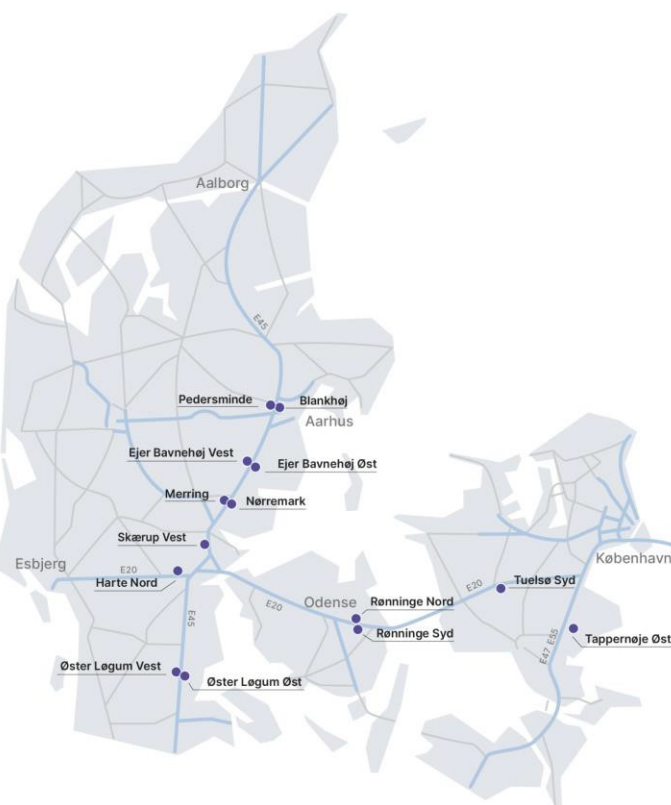 Aalborg
E45
Pedersminde
Blankhøj
Aarhus
Ejer Bavnehøj Vest
Ejer Bavnehøj Øst
Merring
Nørremark
Skærup Vest
Esbjerg
E20
Harte Nord
København
E20
Tuelsø Syd
E20
Odense
Rønninge Nord
Rønninge Syd
E45
Tappernøje Øst
E47 E55
Øster Løgum Vest
Øster Løgum Øst